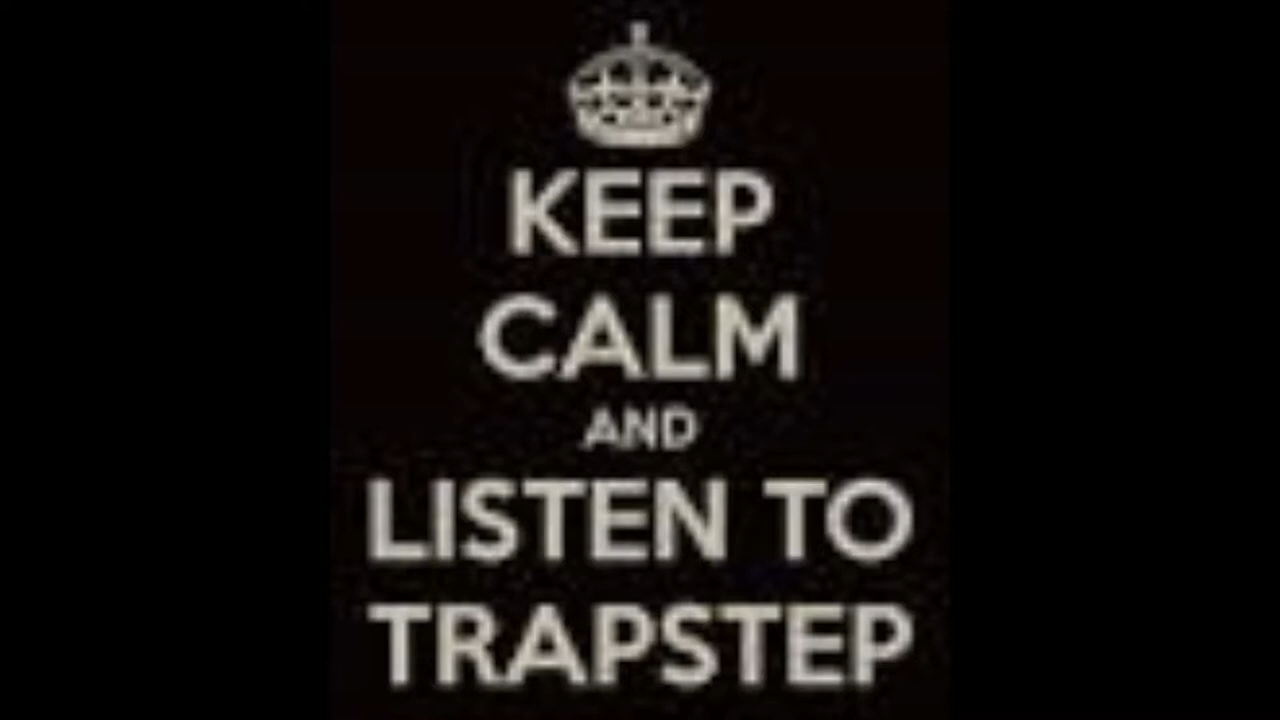 KEEP
CALM
AND
LISTEN TO
TRAPSTEP